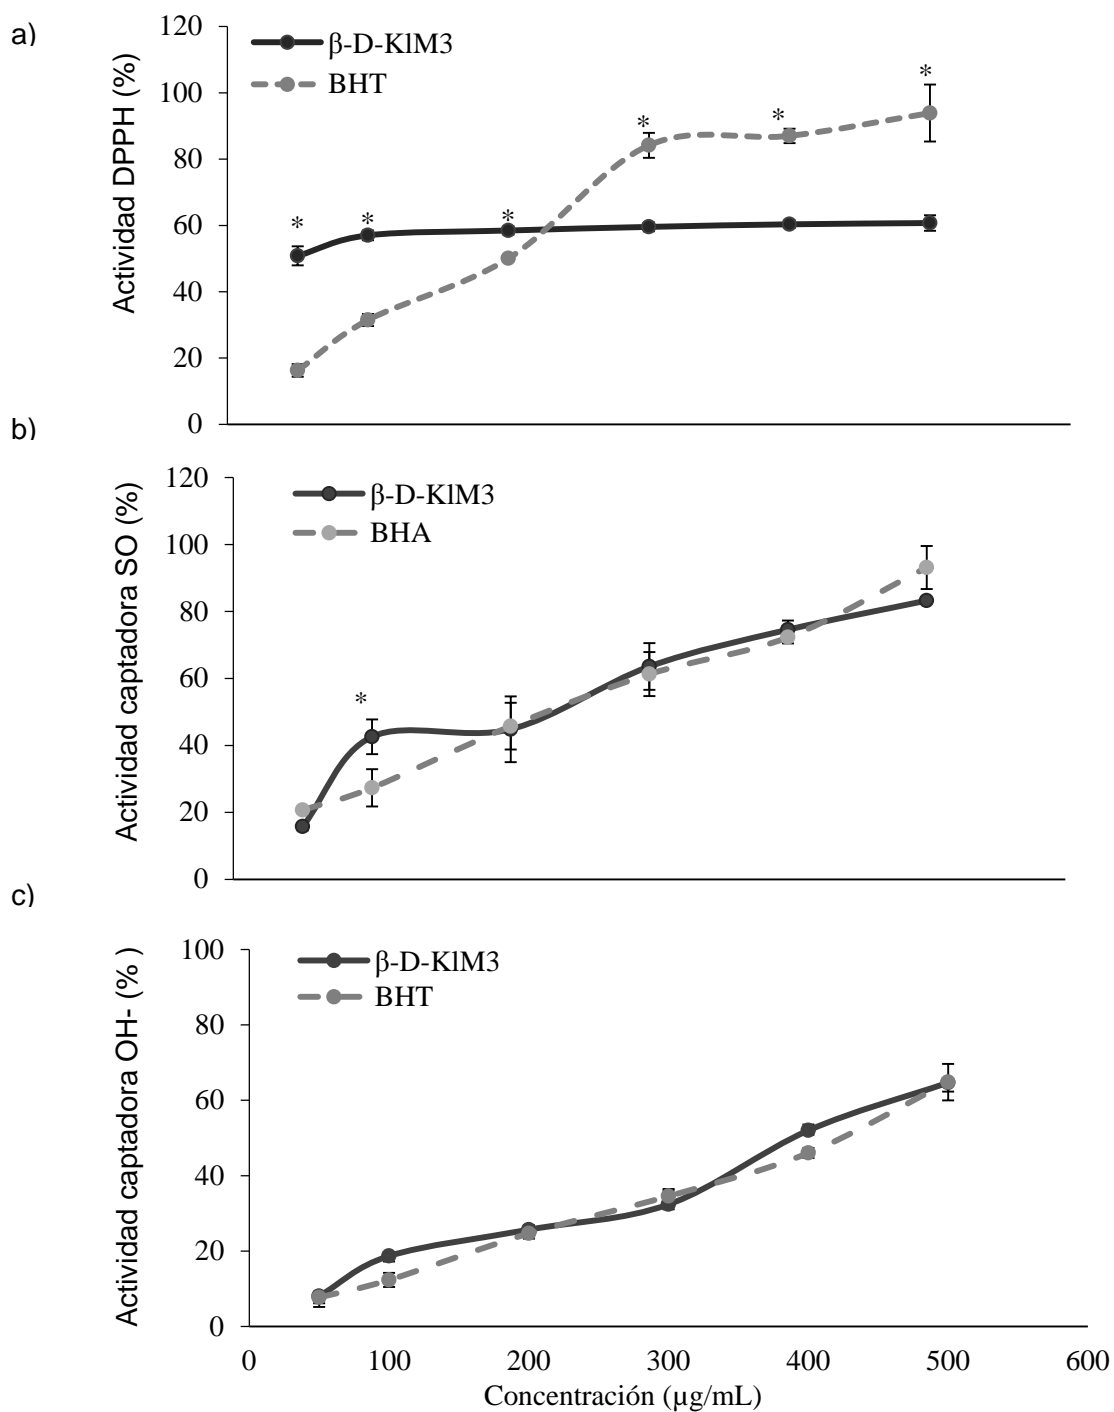 a)
Actividad DPPH (%)
120
100
80
60
40
20
0
β-D-KlM3
BHT
*
*
*
*
*
*
b)
Actividad captadora SO (%)
120
100
80
60
40
20
0
β-D-KlM3
BHA
*
c)
Actividad captadora OH- (% )
100
80
60
40
20
0
β-D-KlM3
BHT
0 100 200 300 400 500 600
Concentración (µg/mL)